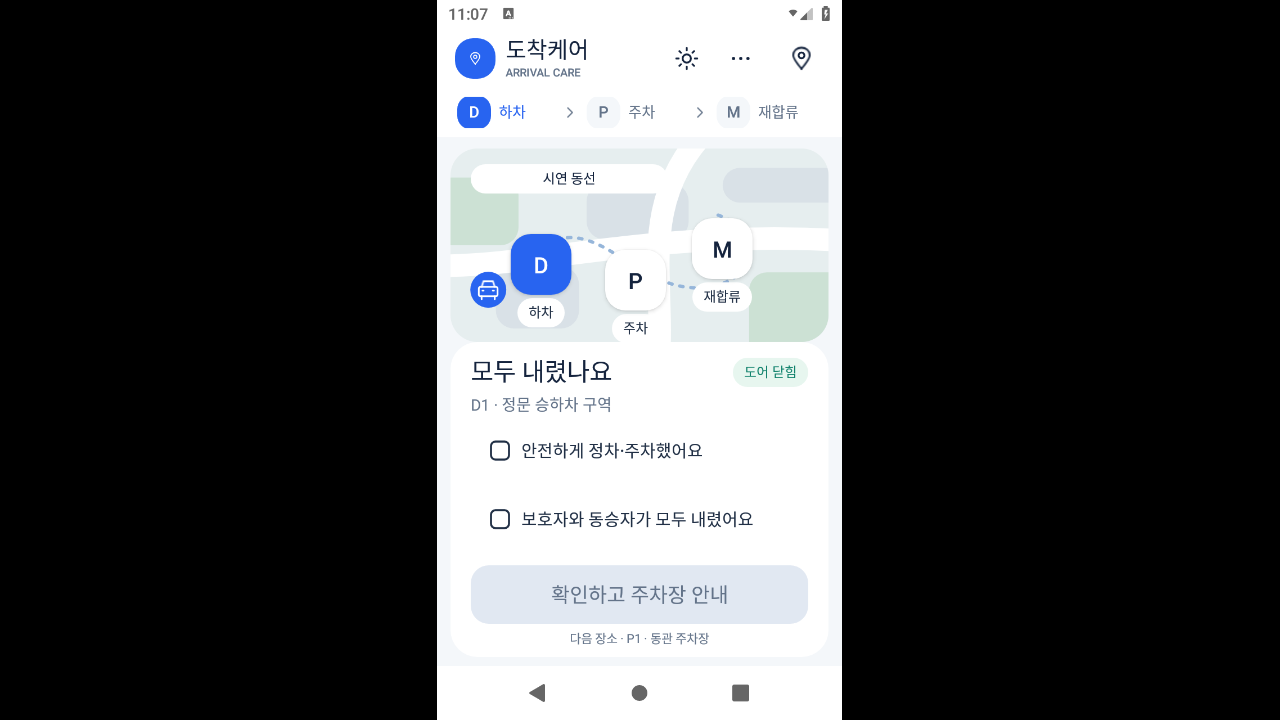 11:07
도착케어
ARRIVAL CARE
D 하차 P 주차 M 재합류
시연 동선
D
하차
P
주차
M
재합류
모두 내렸나요
도어 닫힘
D1 · 정문 승하차 구역
안전하게 정차·주차했어요
보호자와 동승자가 모두 내렸어요
확인하고 주차장 안내
다음 장소 · P1 · 동관 주차장